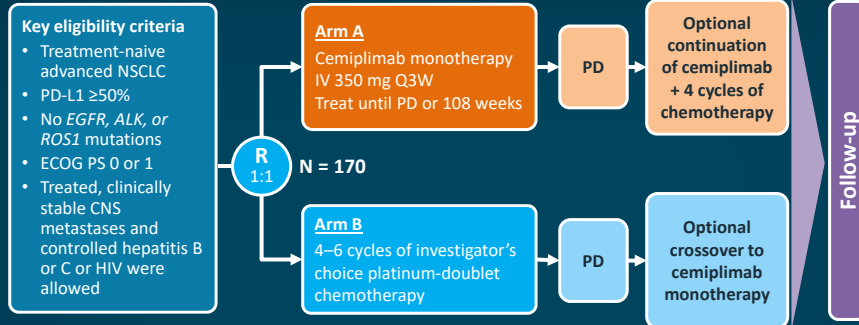 Key eligibility criteria
• Treatment-naive
advanced NSCLC
• PD-L1 ≥50%
• No EGFR, ALK, or
ROS1 mutations
• ECOG PS 0 or 1
• Treated, clinically
stable CNS
metastases and
controlled hepatitis B
or C or HIV were
allowed
R
1:1
N = 170
Arm A
Cemiplimab monotherapy
IV 350 mg Q3W
Treat until PD or 108 weeks
PD
Optional
continuation
of cemiplimab
+ 4 cycles of
chemotherapy
Arm B
4–6 cycles of investigator’s
choice platinum-doublet
chemotherapy
PD
Optional
crossover to
cemiplimab
monotherapy
Follow-up